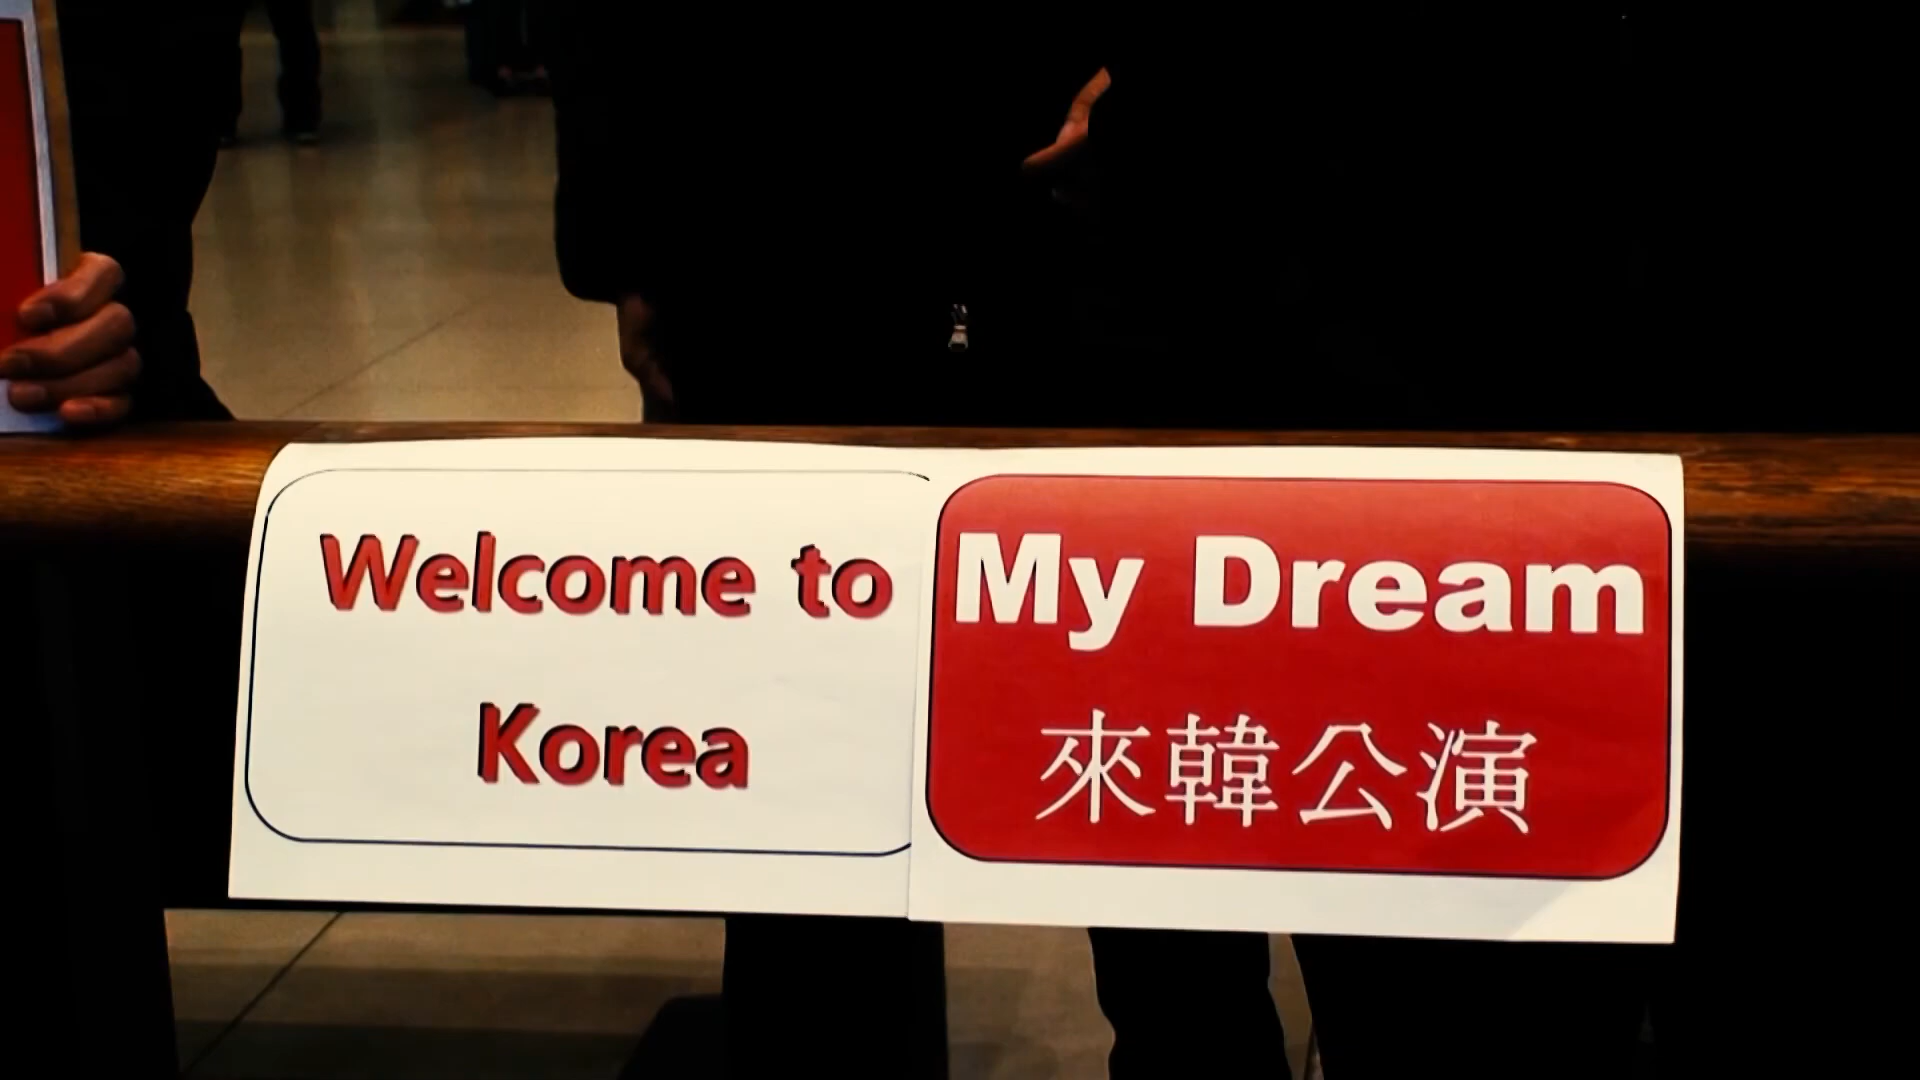 Welcome to
Korea
My Dream
來韓公演